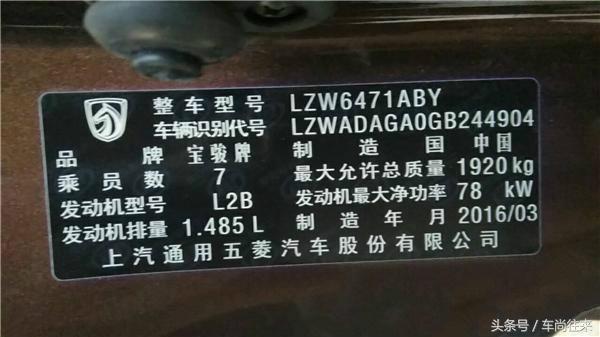 整车型号 LZW6471ABY
车辆识别代号 LZWADAGA0GB244904
品牌 宝骏牌 制造国 中国
乘员数 7 最大允许总质量 1920 kg
发动机型号 L2B 发动机最大净功率 78 kW
发动机排量 1.485 L 制造年月 2016/03
上汽通用五菱汽车股份有限公司
头条号 / 车尚往来